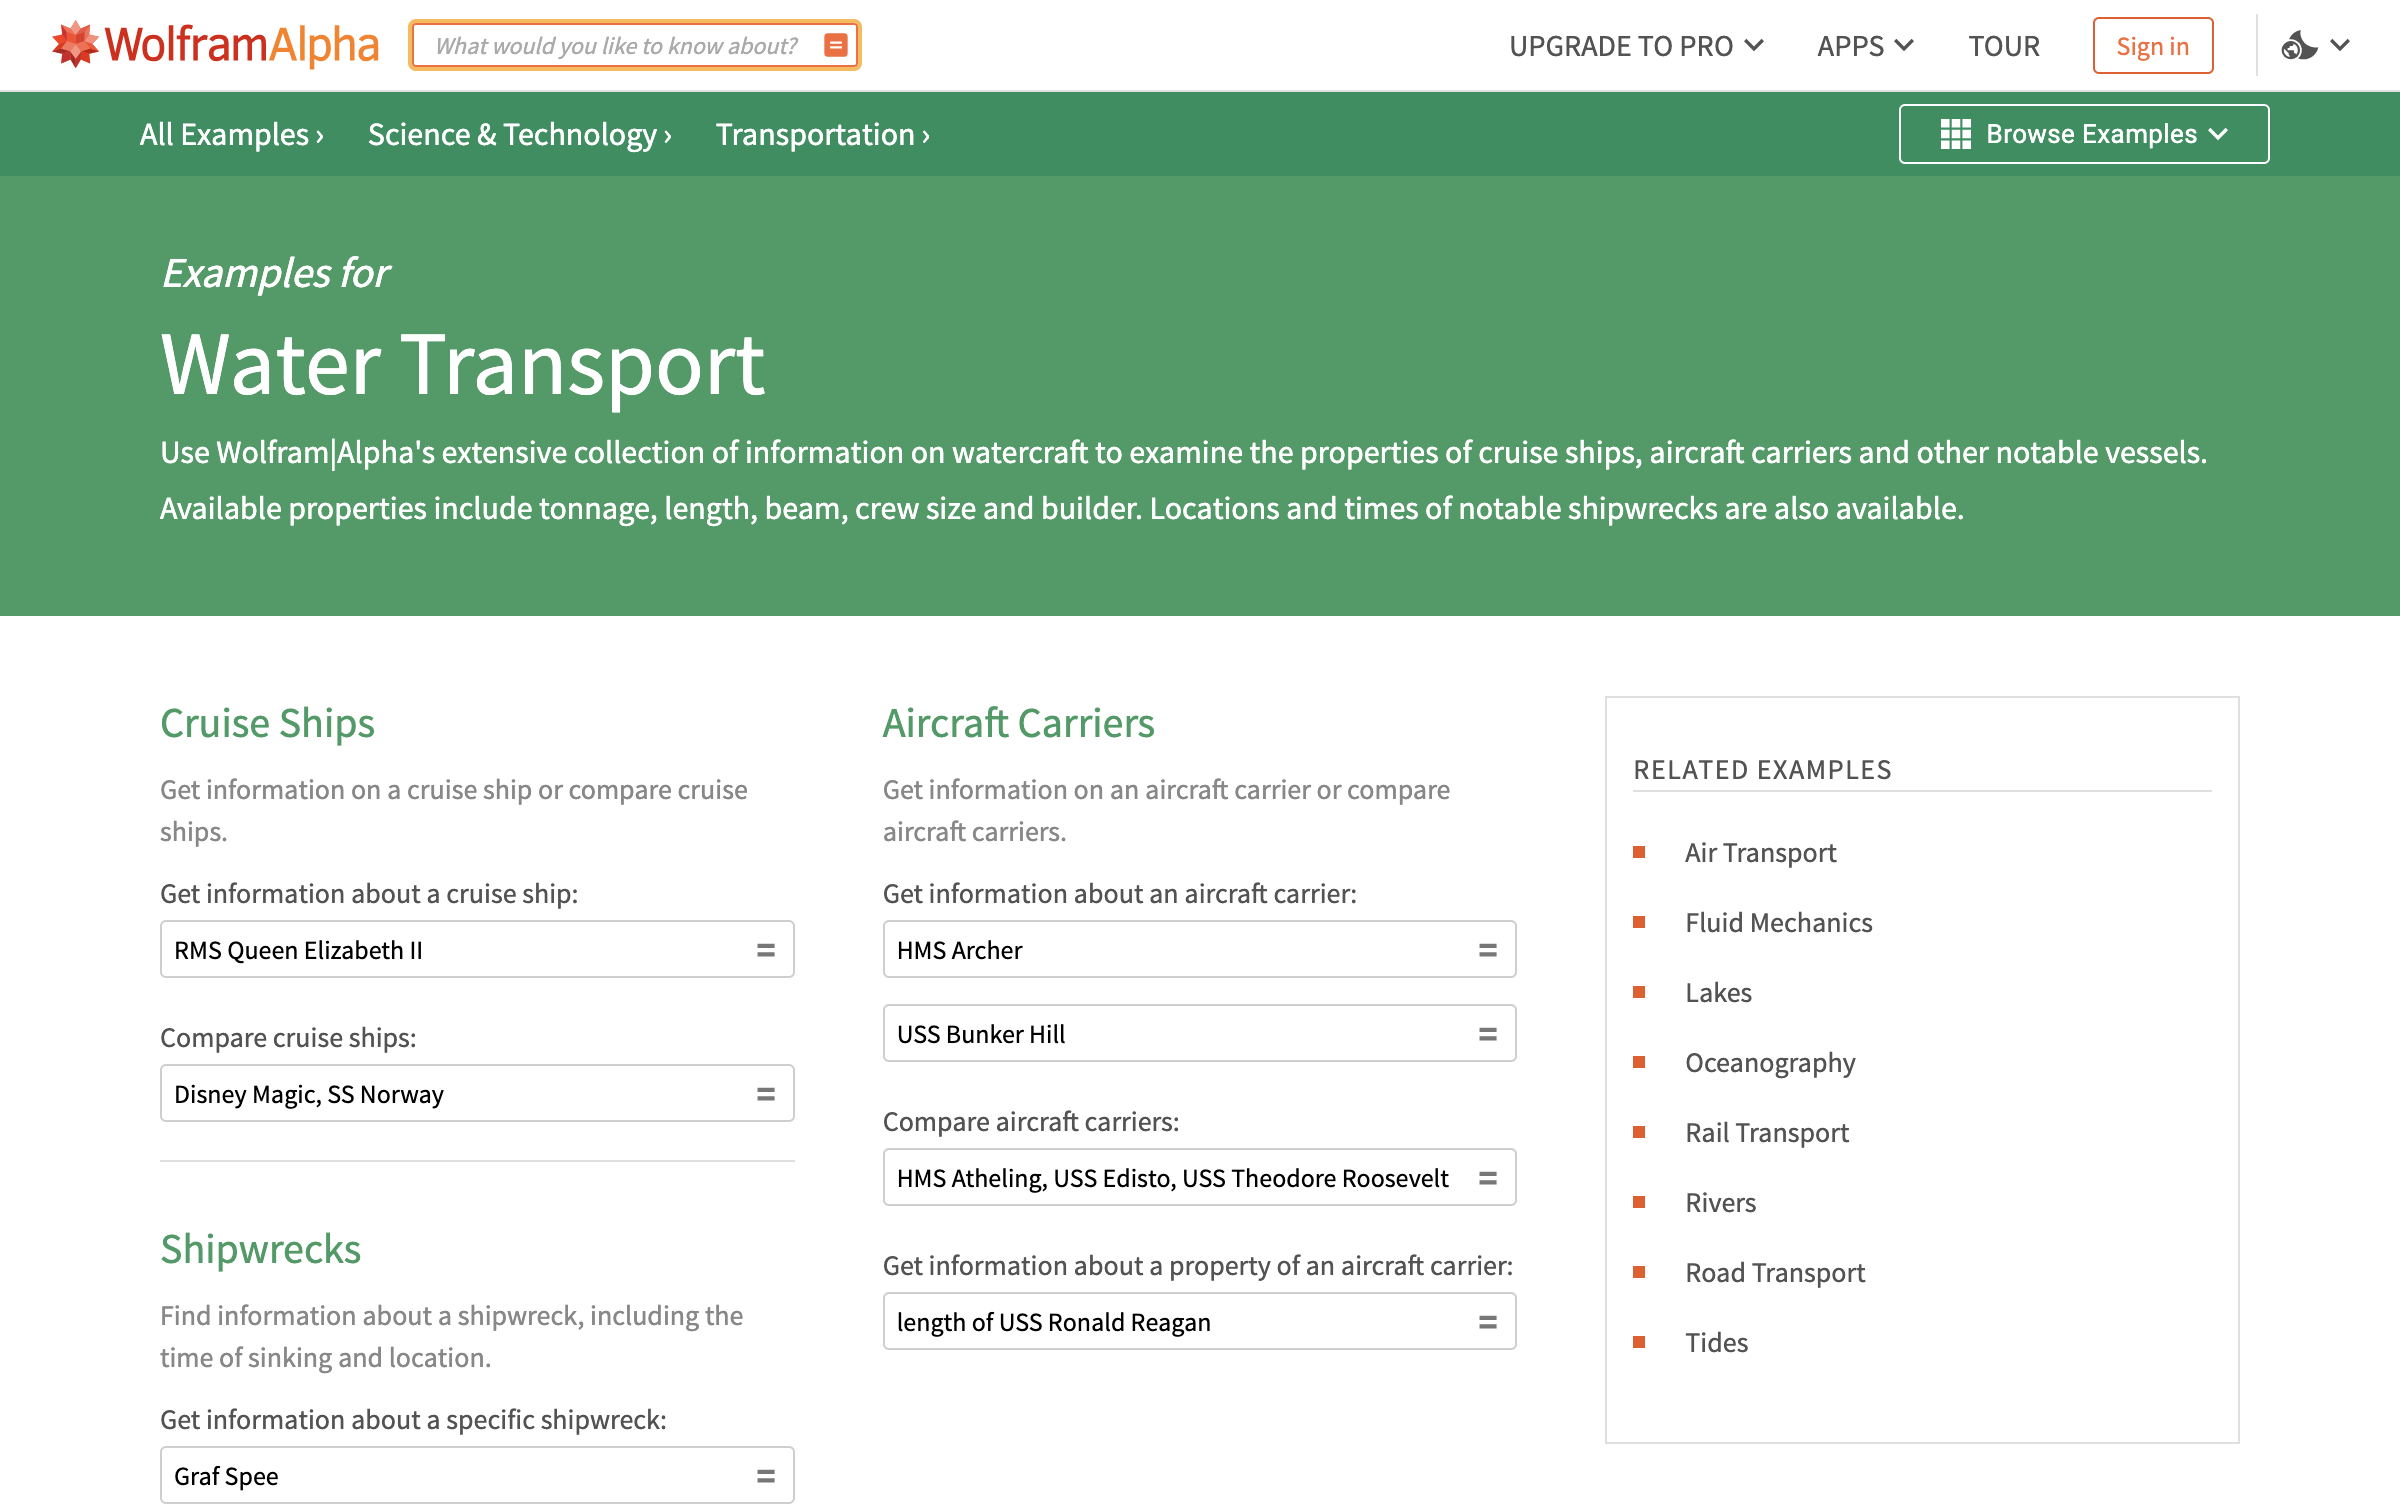 WolframAlpha
What would you like to know about?
UPGRADE TO PRO
APPS
TOUR
Sign in
All Examples ›
Science & Technology ›
Transportation ›
Browse Examples
Examples for
Water Transport
Use Wolfram|Alpha's extensive collection of information on watercraft to examine the properties of cruise ships, aircraft carriers and other notable vessels.
Available properties include tonnage, length, beam, crew size and builder. Locations and times of notable shipwrecks are also available.
Cruise Ships
Get information on a cruise ship or compare cruise
ships.
Get information about a cruise ship:
RMS Queen Elizabeth II
Compare cruise ships:
Disney Magic, SS Norway
Shipwrecks
Find information about a shipwreck, including the
time of sinking and location.
Get information about a specific shipwreck:
Graf Spee
Aircraft Carriers
Get information on an aircraft carrier or compare
aircraft carriers.
Get information about an aircraft carrier:
HMS Archer
USS Bunker Hill
Compare aircraft carriers:
HMS Atheling, USS Edisto, USS Theodore Roosevelt
Get information about a property of an aircraft carrier:
length of USS Ronald Reagan
RELATED EXAMPLES
Air Transport
Fluid Mechanics
Lakes
Oceanography
Rail Transport
Rivers
Road Transport
Tides